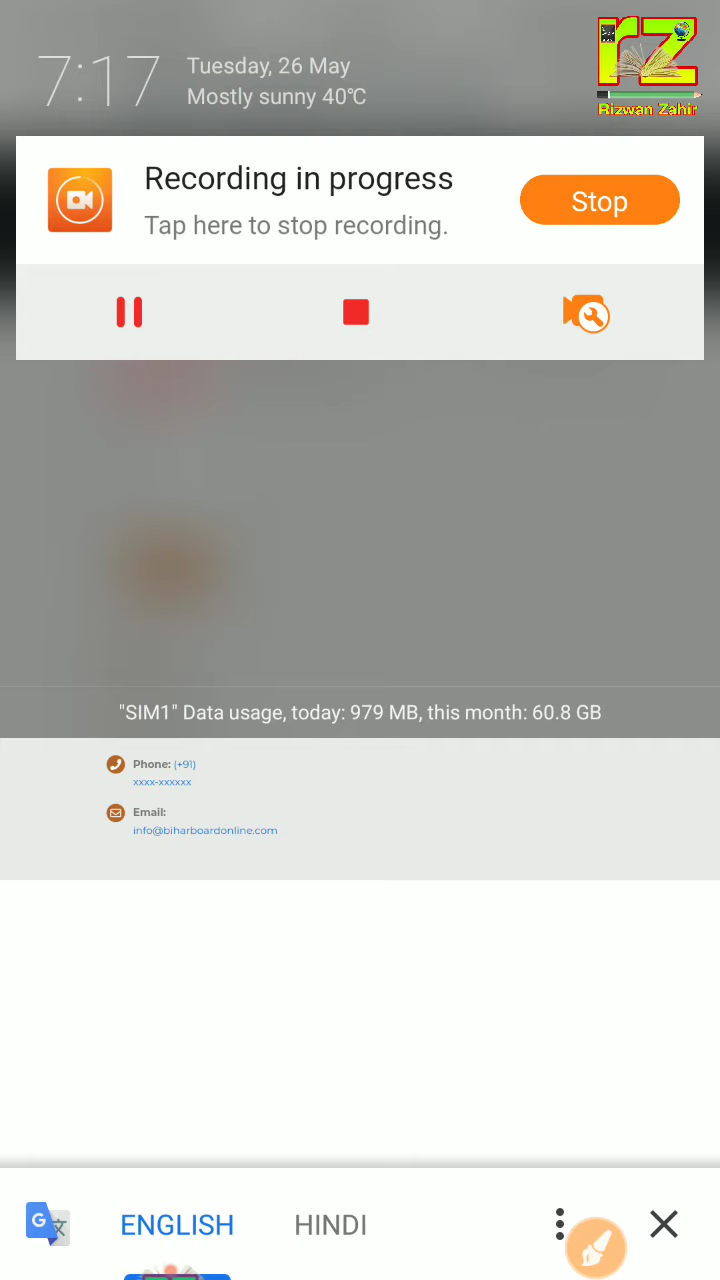 7:17
Tuesday, 26 May
Mostly sunny 40℃
rz
Rizwan Zahir
Recording in progress
Tap here to stop recording.
Stop
"SIM1" Data usage, today: 979 MB, this month: 60.8 GB
Phone: (+91)
xxxx-xxxxxx
Email:
info@biharboardonline.com
G 文
ENGLISH
HINDI